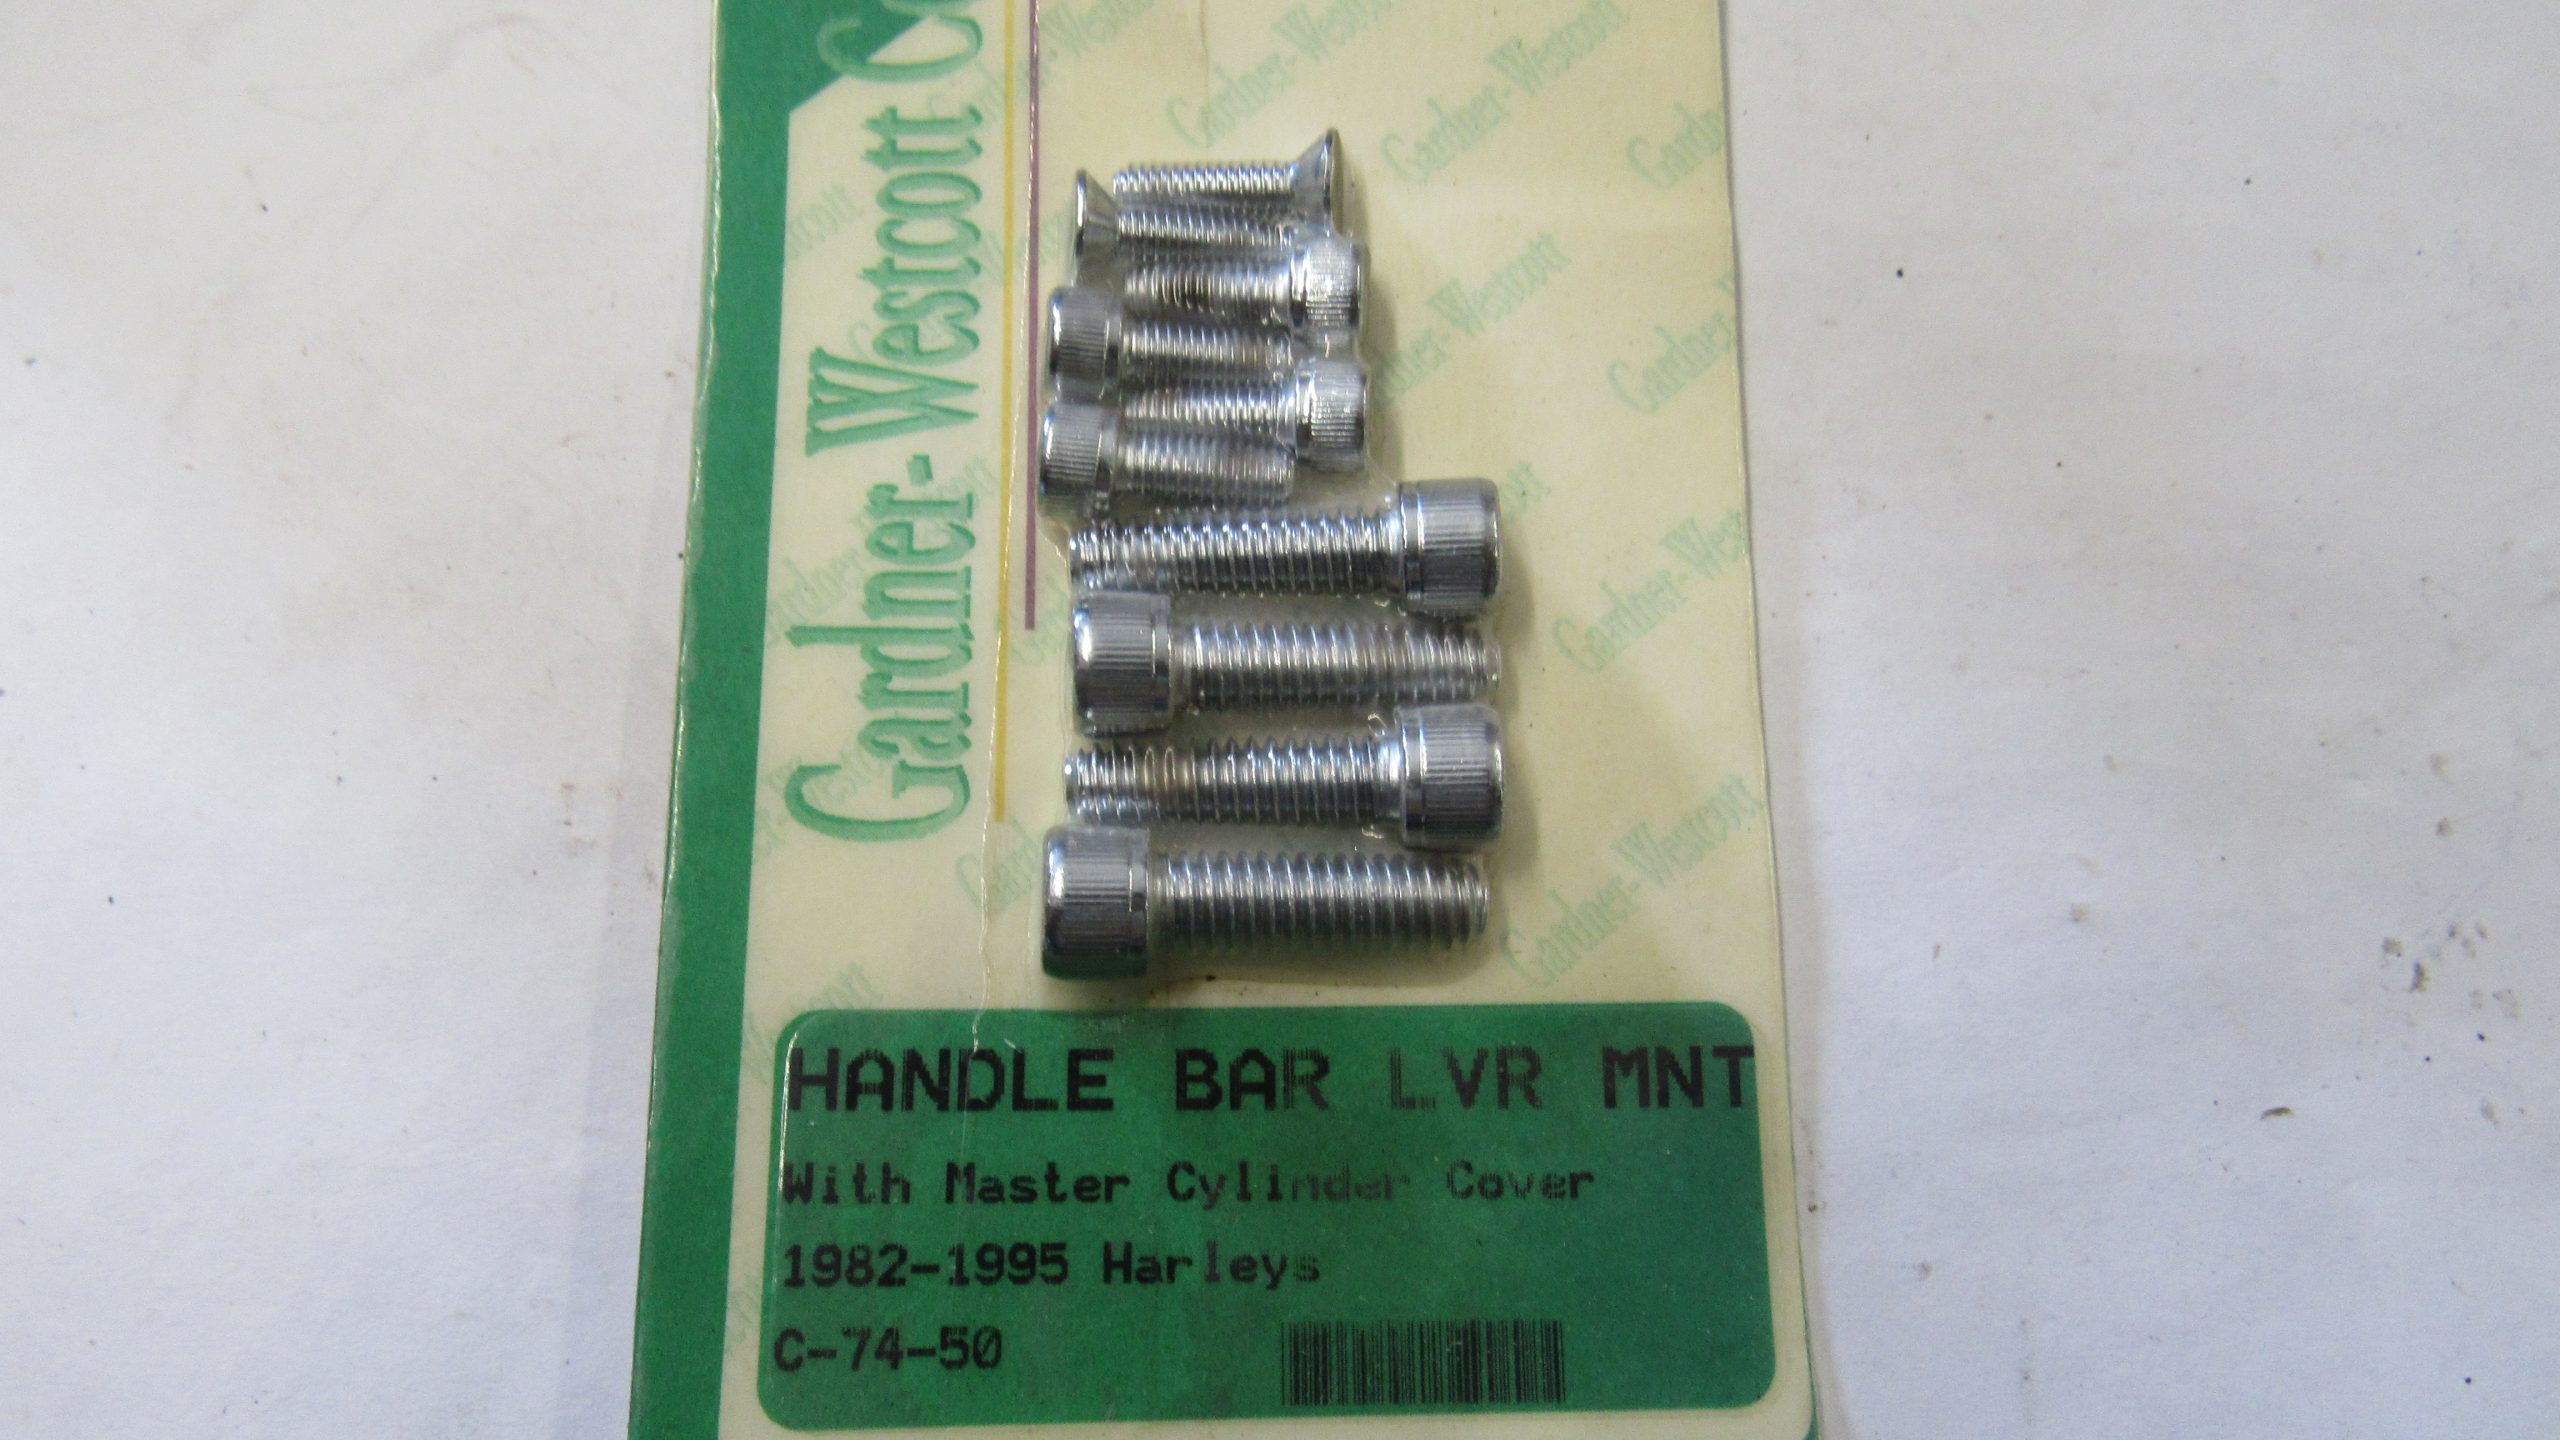 Gardner-Westcott
HANDLE BAR LVR MNT
With Master Cylinder Cover
1982-1995 Harleys
C-74-50